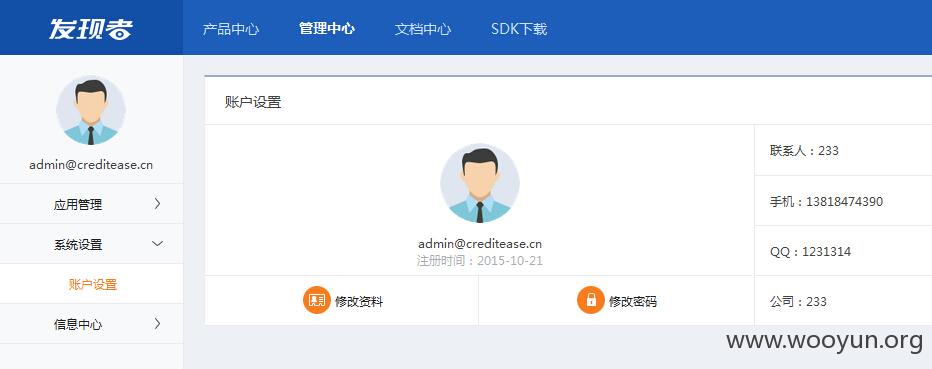 发现者 产品中心 管理中心 文档中心 SDK下载
admin@creditease.cn
应用管理
系统设置
账户设置
信息中心
账户设置
admin@creditease.cn
注册时间：2015-10-21
修改资料 修改密码
联系人：233
手机：13818474390
QQ：1231314
公司：233
www.wooyun.org